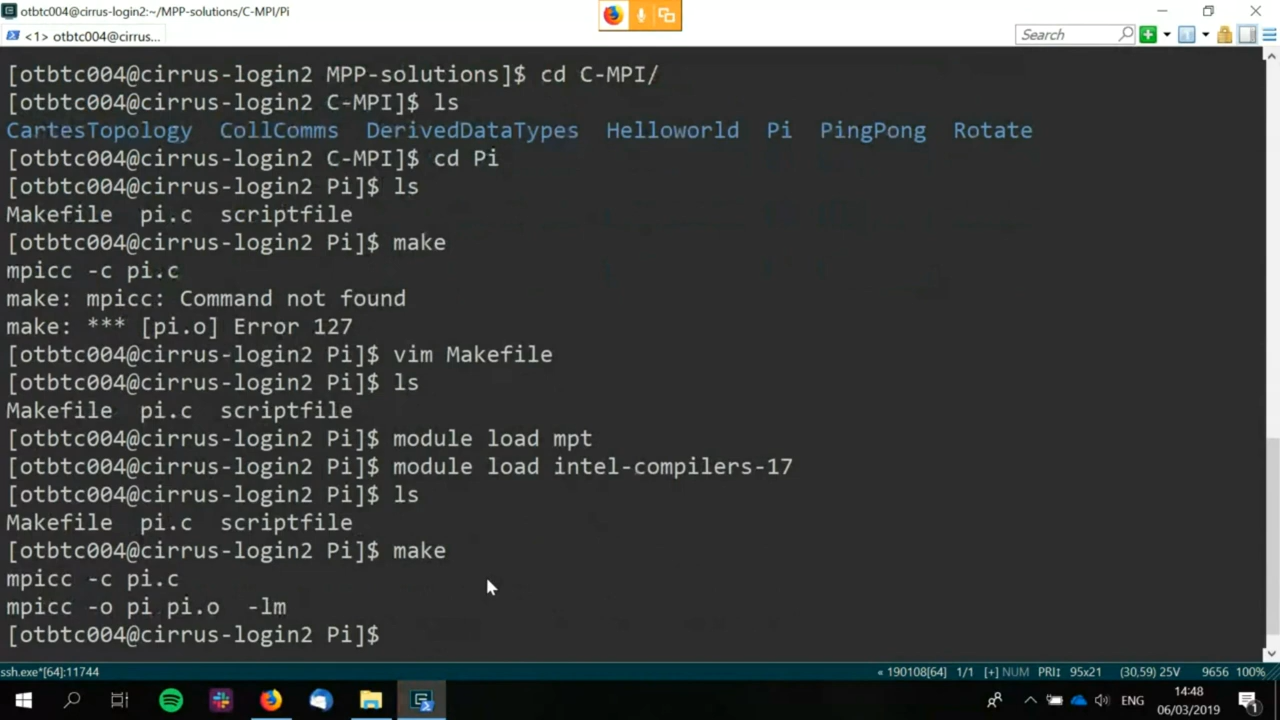 otbtc004@cirrus-login2:~/MPP-solutions/C-MPI/Pi
<1> otbtc004@cirrus...
Search
[otbtc004@cirrus-login2 MPP-solutions]$ cd C-MPI/
[otbtc004@cirrus-login2 C-MPI]$ ls
CartesTopology  CollComms  DerivedDataTypes  Helloworld  Pi  PingPong  Rotate
[otbtc004@cirrus-login2 C-MPI]$ cd Pi
[otbtc004@cirrus-login2 Pi]$ ls
Makefile  pi.c  scriptfile
[otbtc004@cirrus-login2 Pi]$ make
mpicc -c pi.c
make: mpicc: Command not found
make: *** [pi.o] Error 127
[otbtc004@cirrus-login2 Pi]$ vim Makefile
[otbtc004@cirrus-login2 Pi]$ ls
Makefile  pi.c  scriptfile
[otbtc004@cirrus-login2 Pi]$ module load mpt
[otbtc004@cirrus-login2 Pi]$ module load intel-compilers-17
[otbtc004@cirrus-login2 Pi]$ ls
Makefile  pi.c  scriptfile
[otbtc004@cirrus-login2 Pi]$ make
mpicc -c pi.c
mpicc -o pi pi.o  -lm
[otbtc004@cirrus-login2 Pi]$
ssh.exe*[64]:11744
« 190108[64] 1/1 [+] NUM PRI↕ 95x21 (30,59) 25V 9656 100%
ENG
14:48
06/03/2019
1